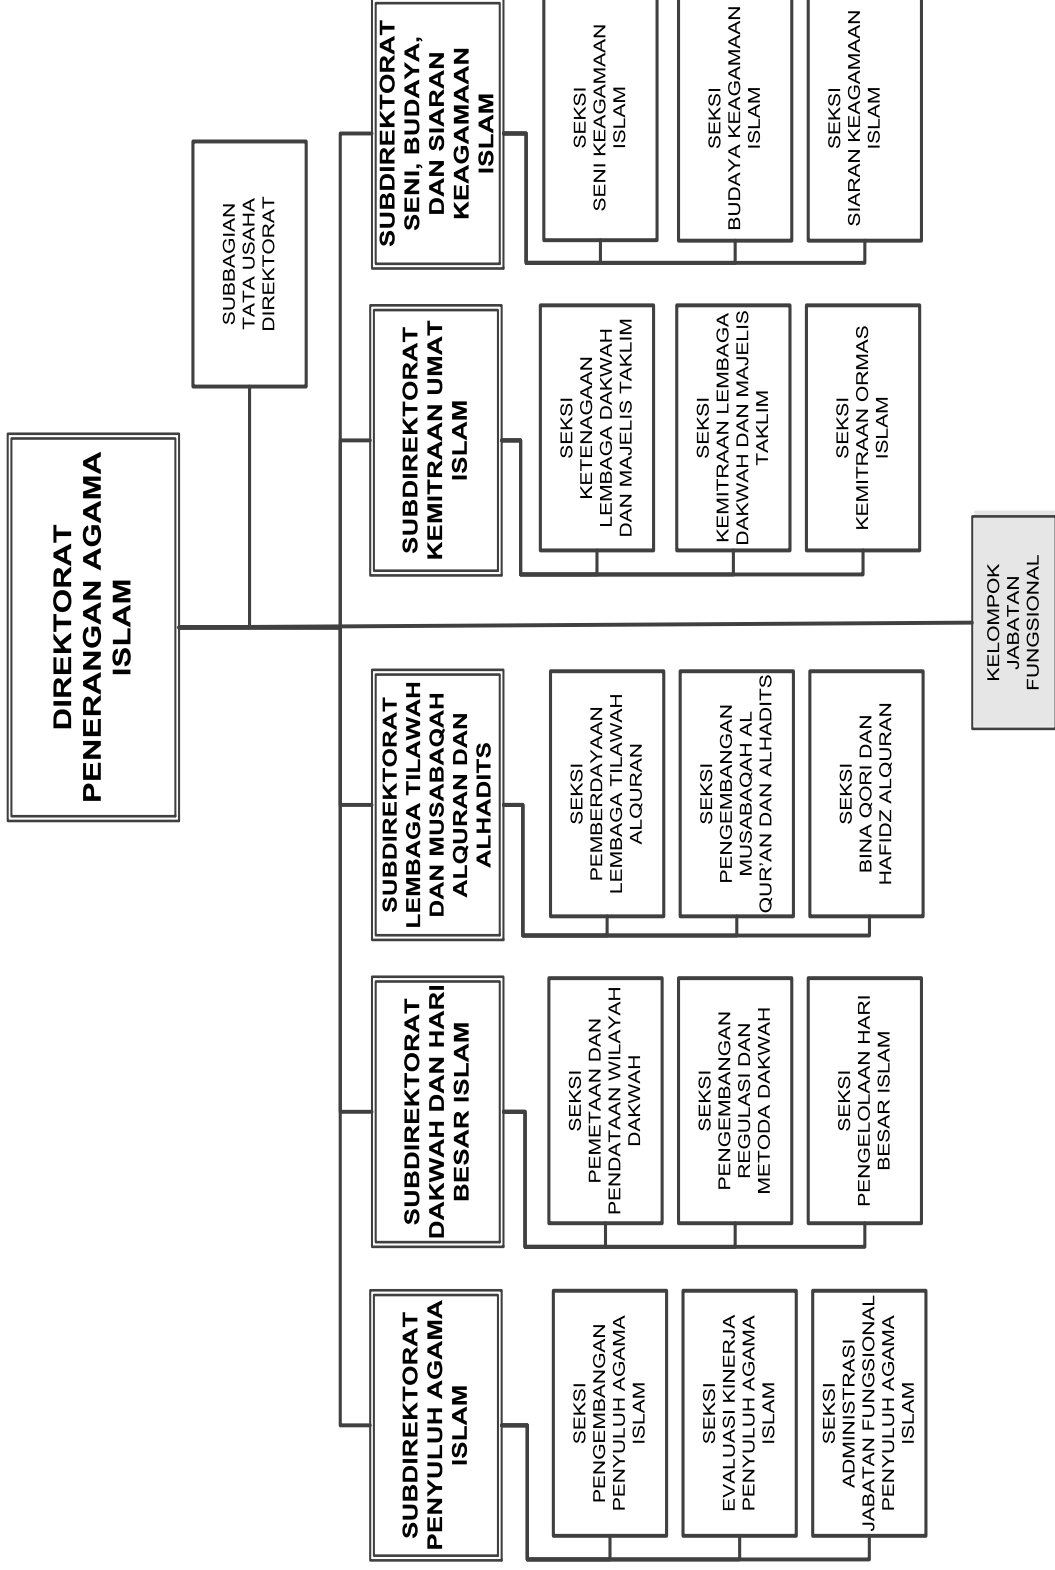 DIREKTORAT
PENERANGAN AGAMA
ISLAM
SUBBAGIAN
TATA USAHA
DIREKTORAT
SUBDIREKTORAT
PENYULUH AGAMA
ISLAM
SUBDIREKTORAT
DAKWAH DAN HARI
BESAR ISLAM
SUBDIREKTORAT
LEMBAGA TILAWAH
DAN MUSABAQAH
ALQURAN DAN
ALHADITS
SUBDIREKTORAT
KEMITRAAN UMAT
ISLAM
SUBDIREKTORAT
SENI, BUDAYA,
DAN SIARAN
KEAGAMAAN
ISLAM
SEKSI
PENGEMBANGAN
PENYULUH AGAMA
ISLAM
SEKSI
PEMETAAN DAN
PENDATAAN WILAYAH
DAKWAH
SEKSI
PEMBERDAYAAN
LEMBAGA TILAWAH
ALQURAN
SEKSI
KETENAGAAN
LEMBAGA DAKWAH
DAN MAJELIS TAKLIM
SEKSI
SENI KEAGAMAAN
ISLAM
SEKSI
EVALUASI KINERJA
PENYULUH AGAMA
ISLAM
SEKSI
PENGEMBANGAN
REGULASI DAN
METODA DAKWAH
SEKSI
PENGEMBANGAN
MUSABAQAH AL
QUR’AN DAN ALHADITS
SEKSI
KEMITRAAN LEMBAGA
DAKWAH DAN MAJELIS
TAKLIM
SEKSI
BUDAYA KEAGAMAAN
ISLAM
SEKSI
ADMINISTRASI
JABATAN FUNGSIONAL
PENYULUH AGAMA
ISLAM
SEKSI
PENGELOLAAN HARI
BESAR ISLAM
SEKSI
BINA QORI DAN
HAFIDZ ALQURAN
SEKSI
KEMITRAAN ORMAS
ISLAM
SEKSI
SIARAN KEAGAMAAN
ISLAM
KELOMPOK
JABATAN
FUNGSIONAL